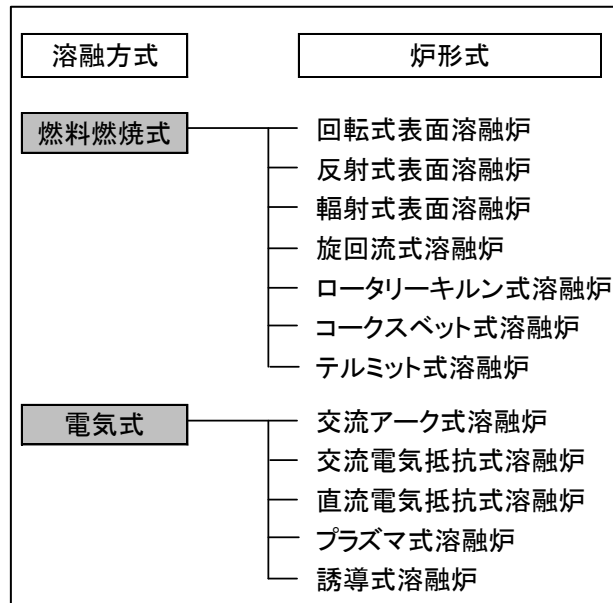 溶融方式 炉形式
燃料燃焼式 回転式表面溶融炉
反射式表面溶融炉
輻射式表面溶融炉
旋回流式溶融炉
ロータリーキルン式溶融炉
コークスベット式溶融炉
テルミット式溶融炉
電気式 交流アーク式溶融炉
交流電気抵抗式溶融炉
直流電気抵抗式溶融炉
プラズマ式溶融炉
誘導式溶融炉